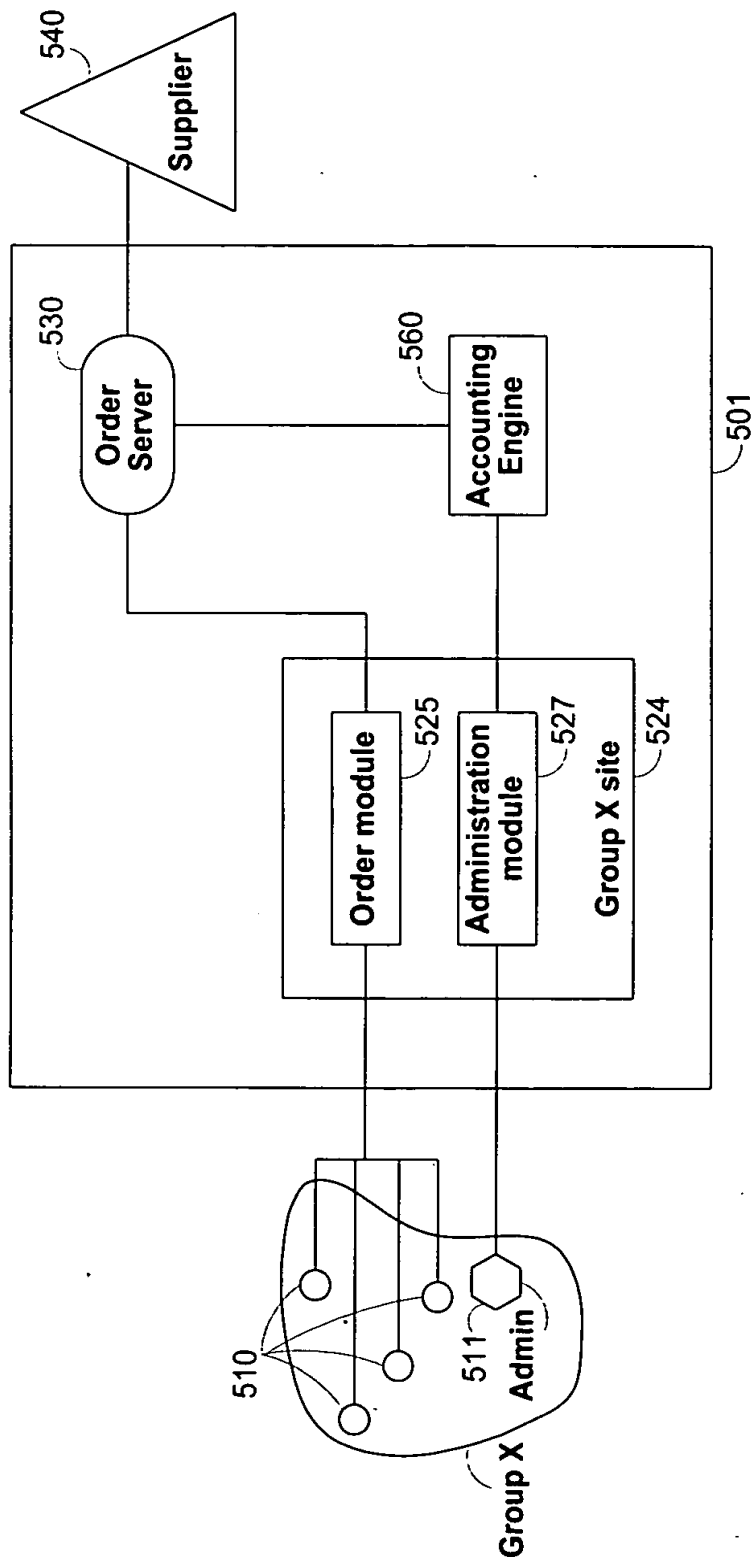 540
Supplier
530
Order
Server
560
Accounting
Engine
501
Order module
525
Administration
module
527
Group X site
524
510
511
Admin
Group X